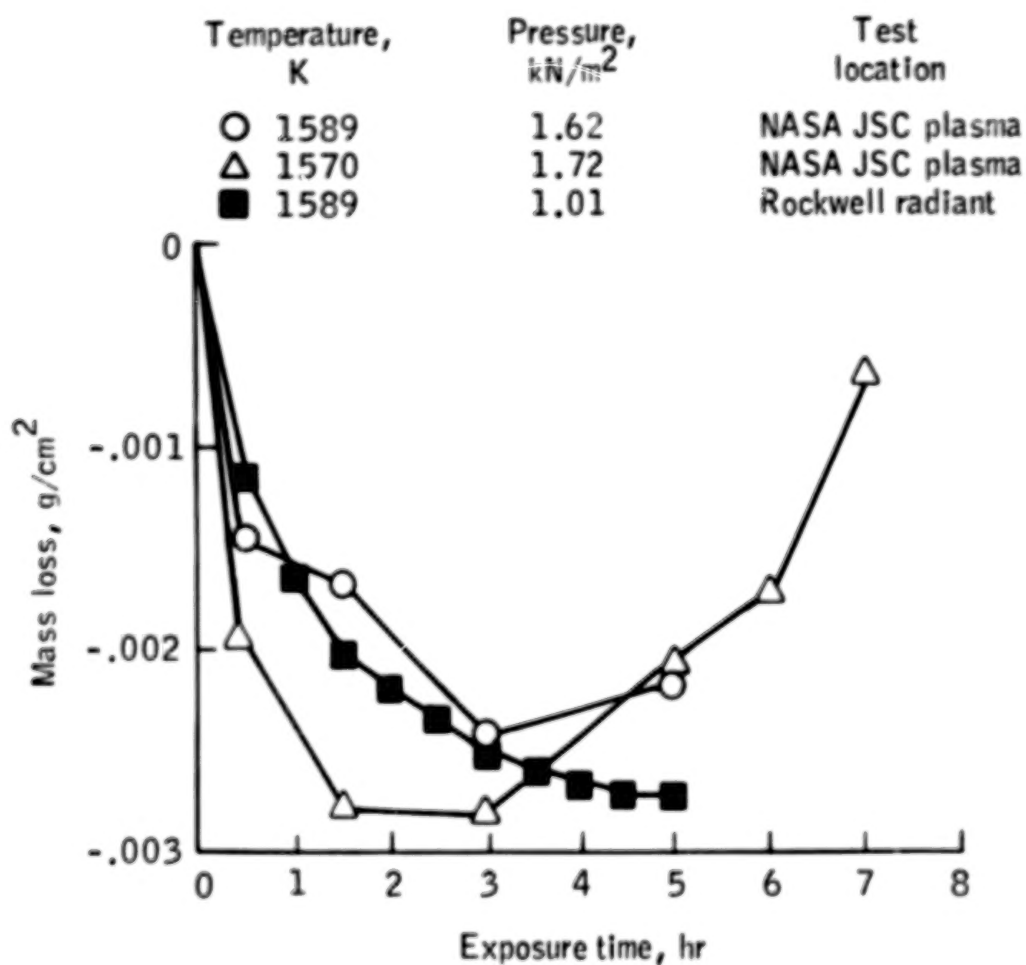 Temperature, Pressure, Test
K kN/m² location
1589 1.62 NASA JSC plasma
1570 1.72 NASA JSC plasma
1589 1.01 Rockwell radiant
0
-.001
-.002
-.003
Mass loss, g/cm²
0 1 2 3 4 5 6 7 8
Exposure time, hr